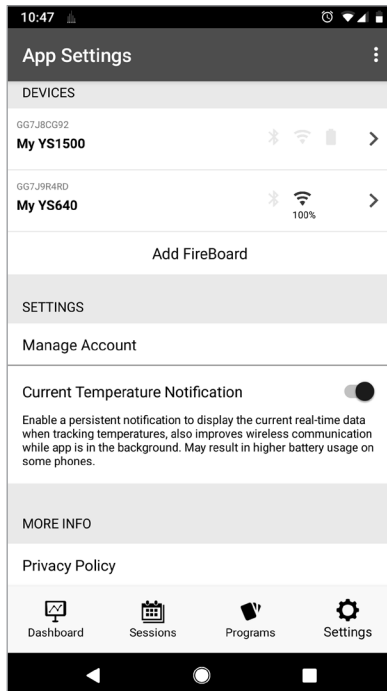 10:47
App Settings
DEVICES
GG7J8CG92
My YS1500
GG7J9R4RD
My YS640
100%
Add FireBoard
SETTINGS
Manage Account
Current Temperature Notification
Enable a persistent notification to display the current real-time data
when tracking temperatures, also improves wireless communication
while app is in the background. May result in higher battery usage on
some phones.
MORE INFO
Privacy Policy
Dashboard
Sessions
Programs
Settings